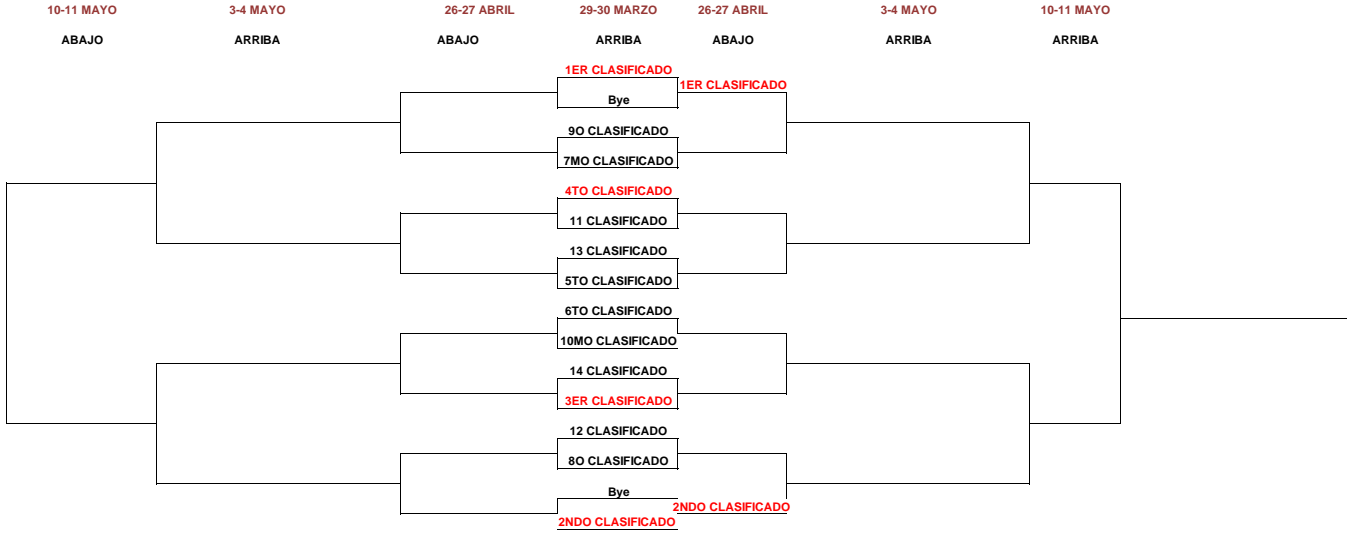 10-11 MAYO
3-4 MAYO
26-27 ABRIL
29-30 MARZO
26-27 ABRIL
3-4 MAYO
10-11 MAYO
ABAJO
ARRIBA
ABAJO
ARRIBA
ABAJO
ARRIBA
ARRIBA
1ER CLASIFICADO
1ER CLASIFICADO
Bye
9O CLASIFICADO
7MO CLASIFICADO
4TO CLASIFICADO
11 CLASIFICADO
13 CLASIFICADO
5TO CLASIFICADO
6TO CLASIFICADO
10MO CLASIFICADO
14 CLASIFICADO
3ER CLASIFICADO
12 CLASIFICADO
8O CLASIFICADO
Bye
2NDO CLASIFICADO
2NDO CLASIFICADO